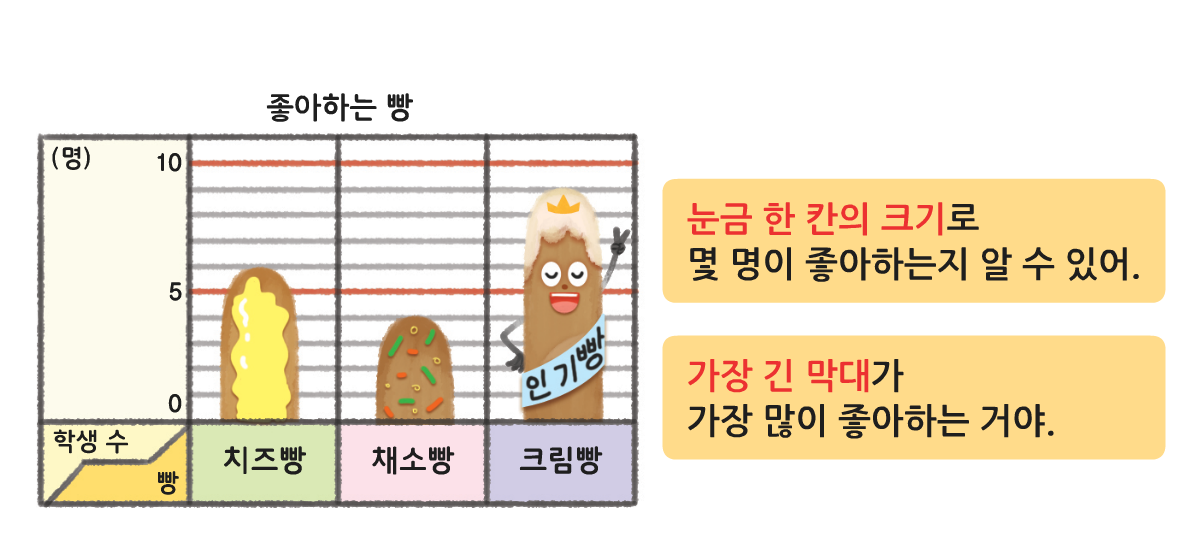 좋아하는 빵
(명)
10
5
0
학생 수
빵
치즈빵
채소빵
크림빵
인기빵
눈금 한 칸의 크기로
몇 명이 좋아하는지 알 수 있어.
가장 긴 막대가
가장 많이 좋아하는 거야.